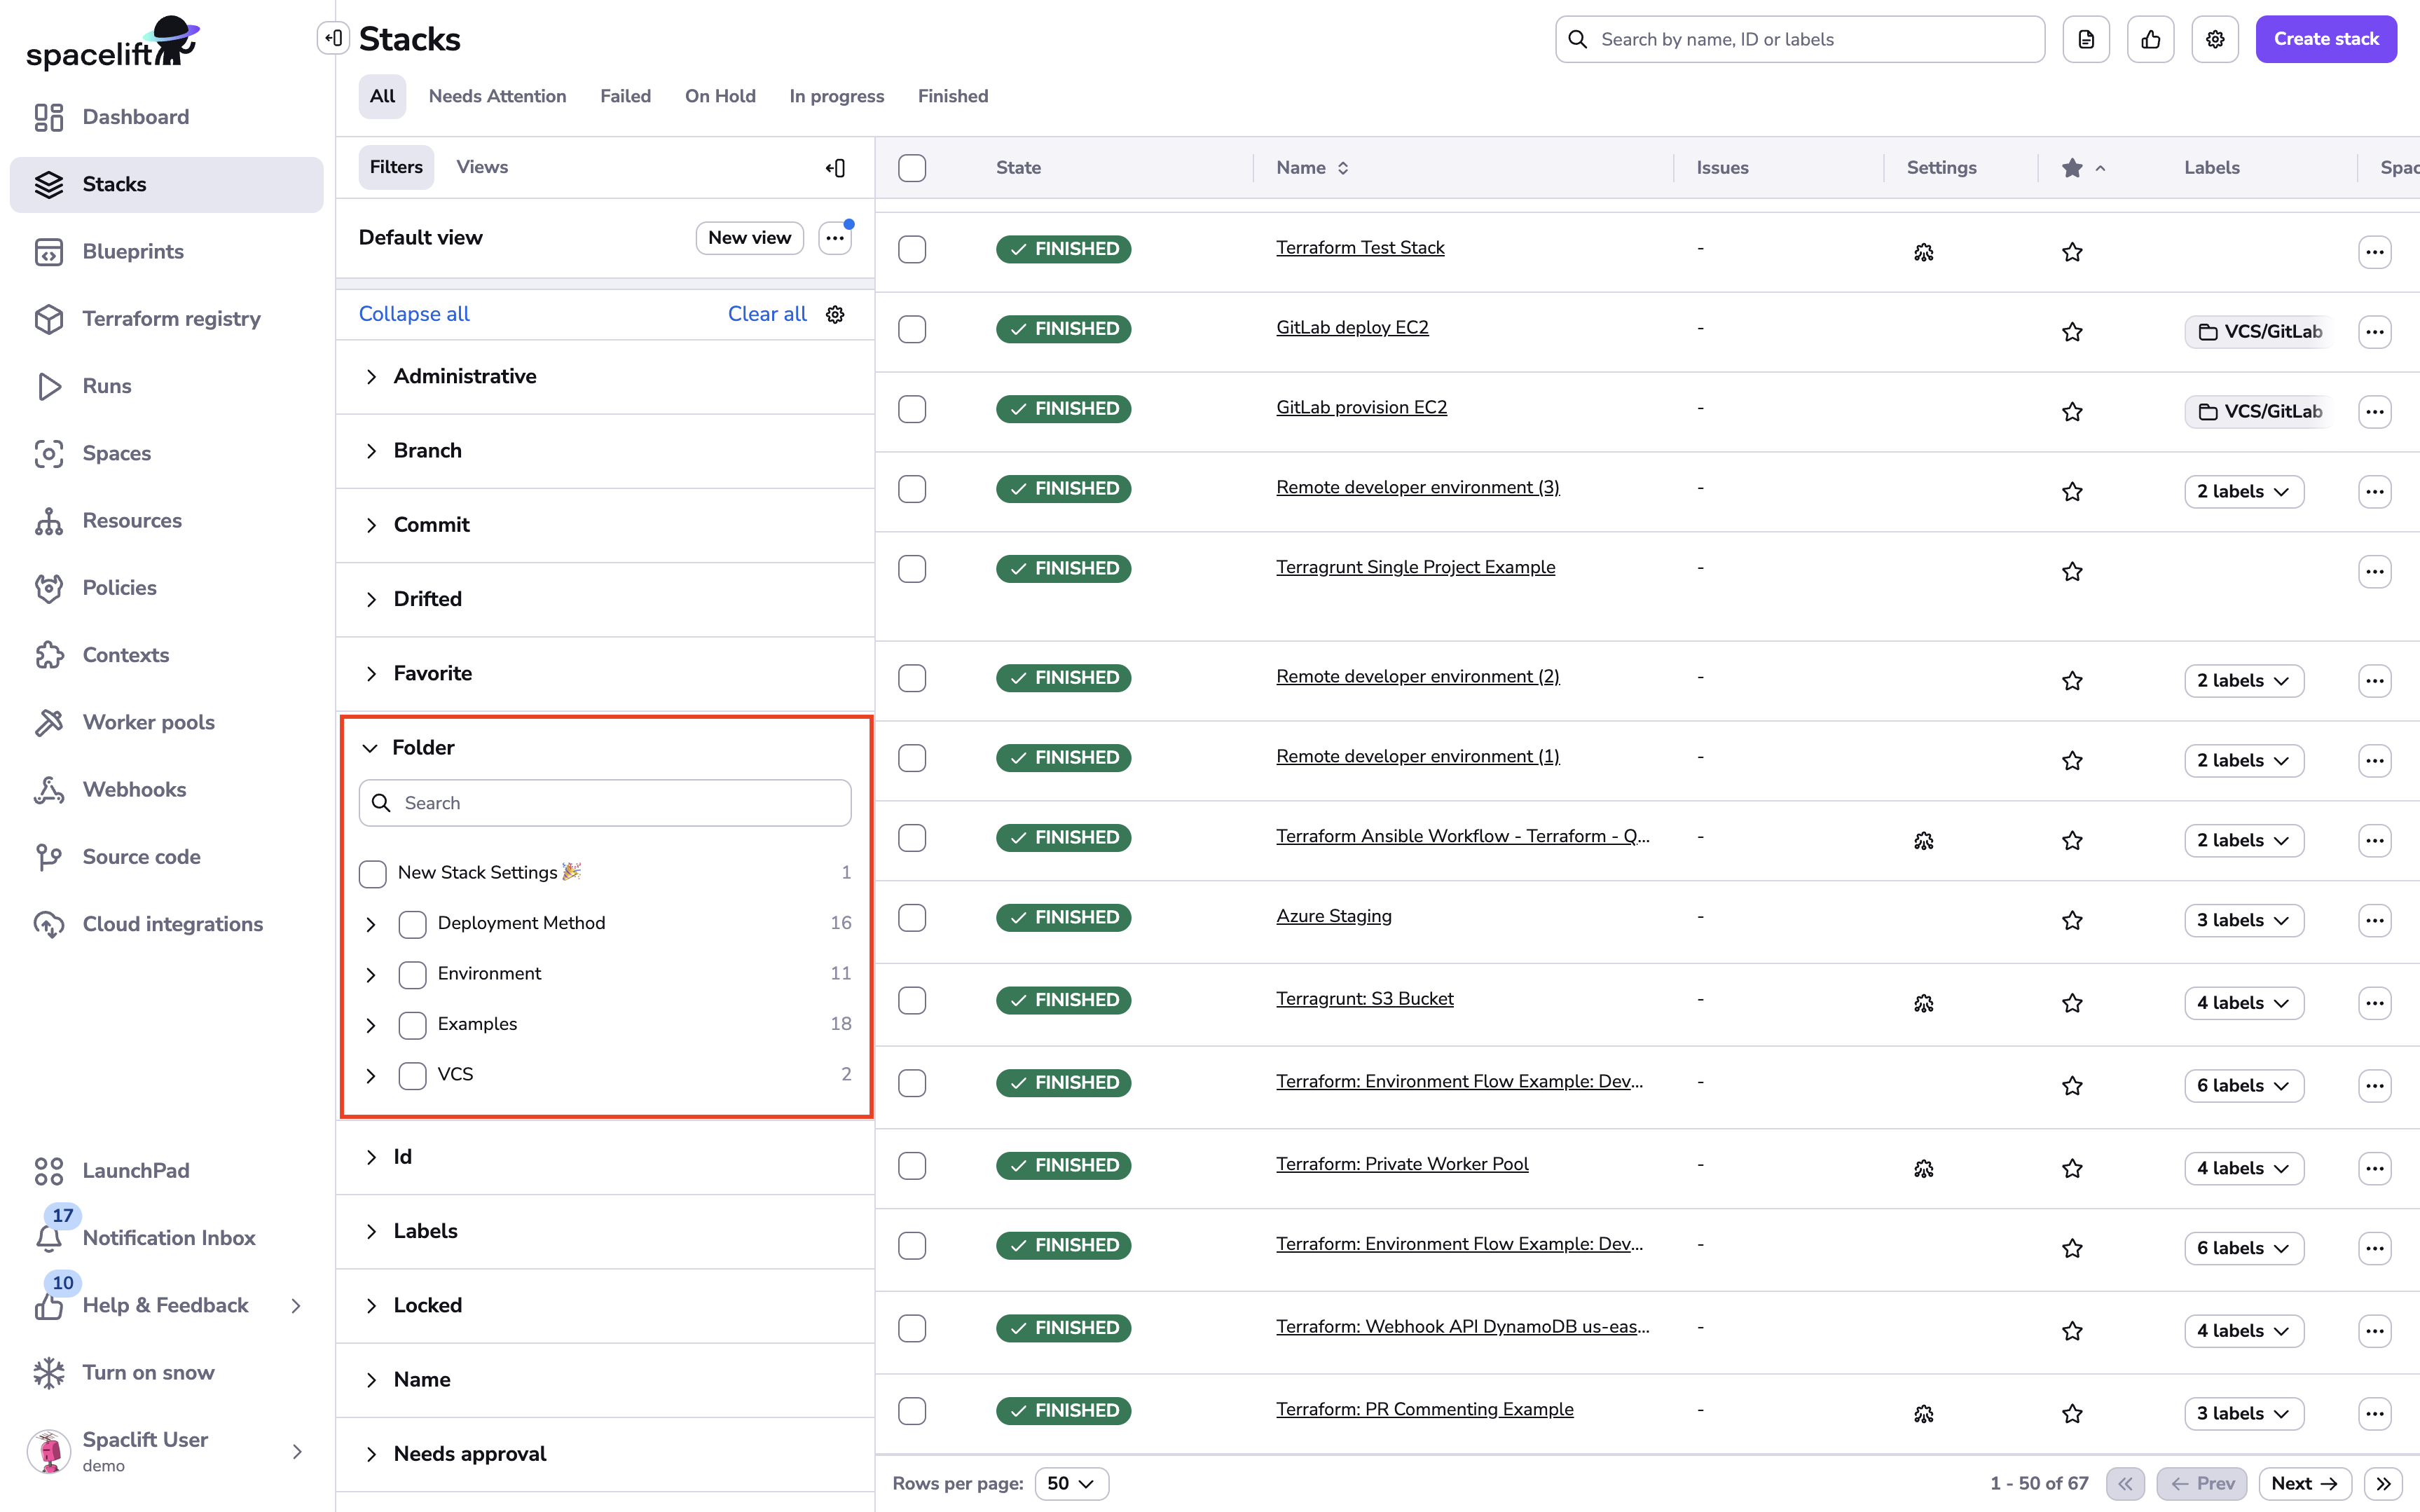 spacelift
Dashboard
Stacks
Blueprints
Terraform registry
Runs
Spaces
Resources
Policies
Contexts
Worker pools
Webhooks
Source code
Cloud integrations
LaunchPad
17
Notification Inbox
10
Help & Feedback
Turn on snow
Spaclift User
demo
Stacks
Search by name, ID or labels
Create stack
All Needs Attention Failed On Hold In progress Finished
Filters Views
Default view New view
Collapse all Clear all
Administrative
Branch
Commit
Drifted
Favorite
Folder
Search
New Stack Settings 🎉 1
Deployment Method 16
Environment 11
Examples 18
VCS 2
Id
Labels
Locked
Name
Needs approval
State Name Issues Settings Labels Spac
FINISHED Terraform Test Stack -
FINISHED GitLab deploy EC2 - VCS/GitLab
FINISHED GitLab provision EC2 - VCS/GitLab
FINISHED Remote developer environment (3) - 2 labels
FINISHED Terragrunt Single Project Example -
FINISHED Remote developer environment (2) - 2 labels
FINISHED Remote developer environment (1) - 2 labels
FINISHED Terraform Ansible Workflow - Terraform - Q... - 2 labels
FINISHED Azure Staging - 3 labels
FINISHED Terragrunt: S3 Bucket - 4 labels
FINISHED Terraform: Environment Flow Example: Dev... - 6 labels
FINISHED Terraform: Private Worker Pool - 4 labels
FINISHED Terraform: Environment Flow Example: Dev... - 6 labels
FINISHED Terraform: Webhook API DynamoDB us-eas... - 4 labels
FINISHED Terraform: PR Commenting Example - 3 labels
Rows per page: 50 1 - 50 of 67 Prev Next